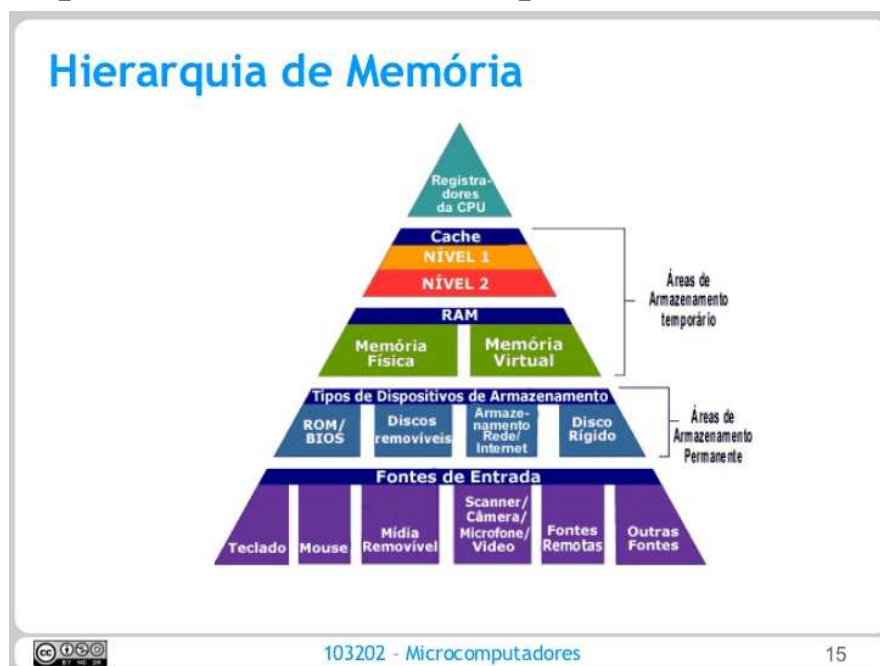 Hierarquia de Memória
Registra-
dores
da CPU
Cache
NÍVEL 1
NÍVEL 2
RAM
Memória
Física
Memória
Virtual
Áreas de
Armazenamento
temporário
Tipos de Dispositivos de Armazenamento
ROM/
BIOS
Discos
removíveis
Armaze-
namento
Rede/
Internet
Disco
Rígido
Áreas de
Armazenamento
Permanente
Fontes de Entrada
Teclado
Mouse
Mídia
Removível
Scanner/
Câmera/
Microfone/
Video
Fontes
Remotas
Outras
Fontes
cc
103202 - Microcomputadores
15